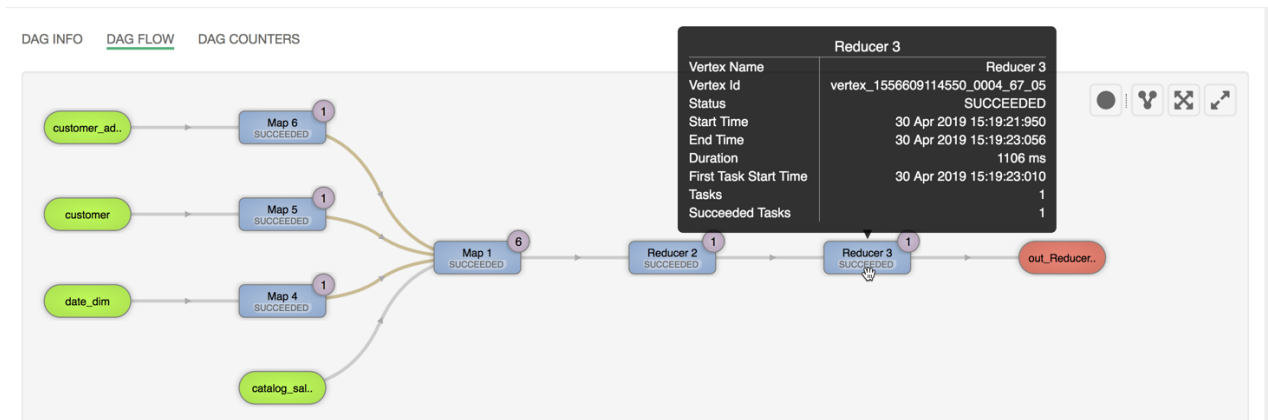 DAG INFO DAG FLOW DAG COUNTERS
Reducer 3
Vertex Name Reducer 3
Vertex Id vertex_1556609114550_0004_67_05
Status SUCCEEDED
Start Time 30 Apr 2019 15:19:21:950
End Time 30 Apr 2019 15:19:23:056
Duration 1106 ms
First Task Start Time 30 Apr 2019 15:19:23:010
Tasks 1
Succeeded Tasks 1
customer_ad..
Map 6
SUCCEEDED
1
customer
Map 5
SUCCEEDED
1
Map 1
SUCCEEDED
6
Reducer 2
SUCCEEDED
1
Reducer 3
SUCCEEDED
1
out_Reducer..
date_dim
Map 4
SUCCEEDED
1
catalog_sal..